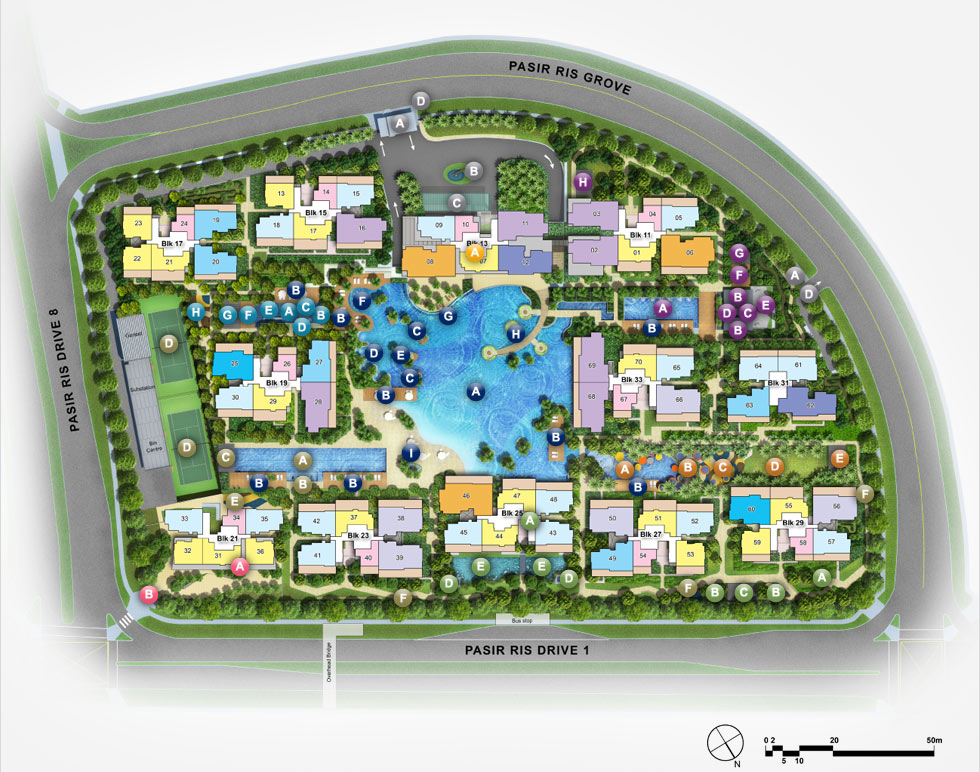 PASIR RIS GROVE
D
A
B
C
H
13
14
15
Blk 15
18
17
16
23
24
19
Blk 17
22
21
20
09
10
11
Blk 13
A
08
07
03
04
05
Blk 11
02
01
06
G
F
B
E
D
C
B
A
D
A
B
PASIR RIS DRIVE 8
H
G
F
E
A
C
B
D
B
B
F
G
C
H
D
E
C
B
A
B
I
Genset
Substation
Bin Centre
D
D
26
27
Blk 19
30
29
28
69
70
65
Blk 33
68
67
66
64
61
Blk 31
63
C
A
B
B
B
E
A
B
C
D
E
F
B
33
34
35
Blk 21
32
31
36
A
B
42
37
38
Blk 23
41
40
39
F
46
47
48
Blk 25
A
45
44
43
E
E
D
D
50
51
52
Blk 27
49
54
53
60
55
56
Blk 29
59
58
57
F
B
C
B
A
Bus stop
PASIR RIS DRIVE 1
Overhead Bridge
N
0 2 20 50m
5 10